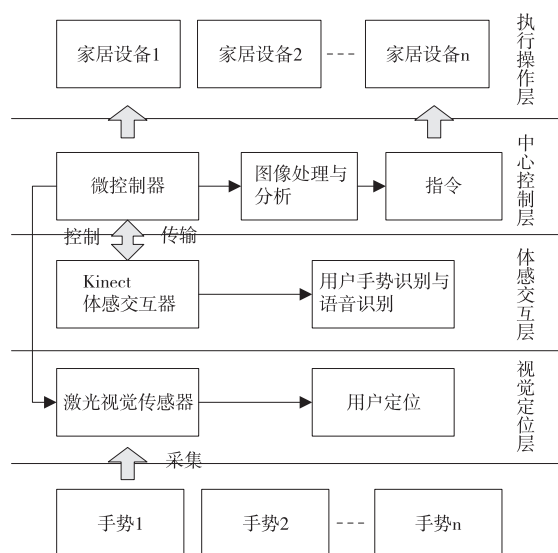 家居设备1
家居设备2
家居设备n
执行操作层
微控制器
图像处理与
分析
指令
中心控制层
控制
传输
Kinect
体感交互器
用户手势识别与
语音识别
体感交互层
激光视觉传感器
用户定位
视觉定位层
采集
手势1
手势2
手势n